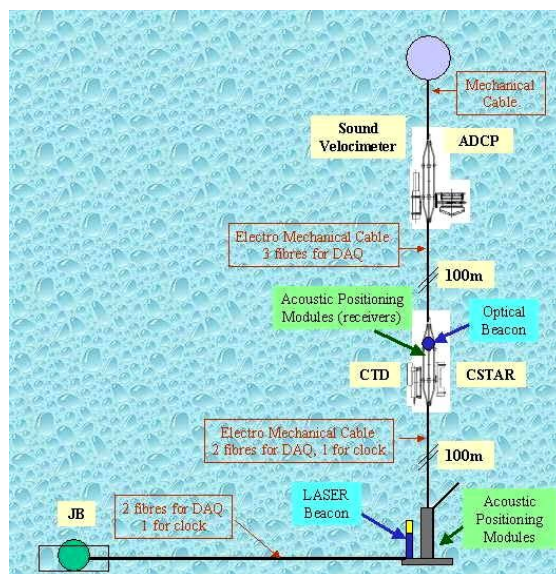 Mechanical
Cable
Sound
Velocimeter
ADCP
Electro Mechanical Cable
3 fibres for DAQ
100m
Acoustic Positioning
Modules (receivers)
Optical
Beacon
CTD
CSTAR
Electro Mechanical Cable
2 fibres for DAQ, 1 for clock
100m
LASER
Beacon
Acoustic
Positioning
Modules
JB
2 fibres for DAQ
1 for clock